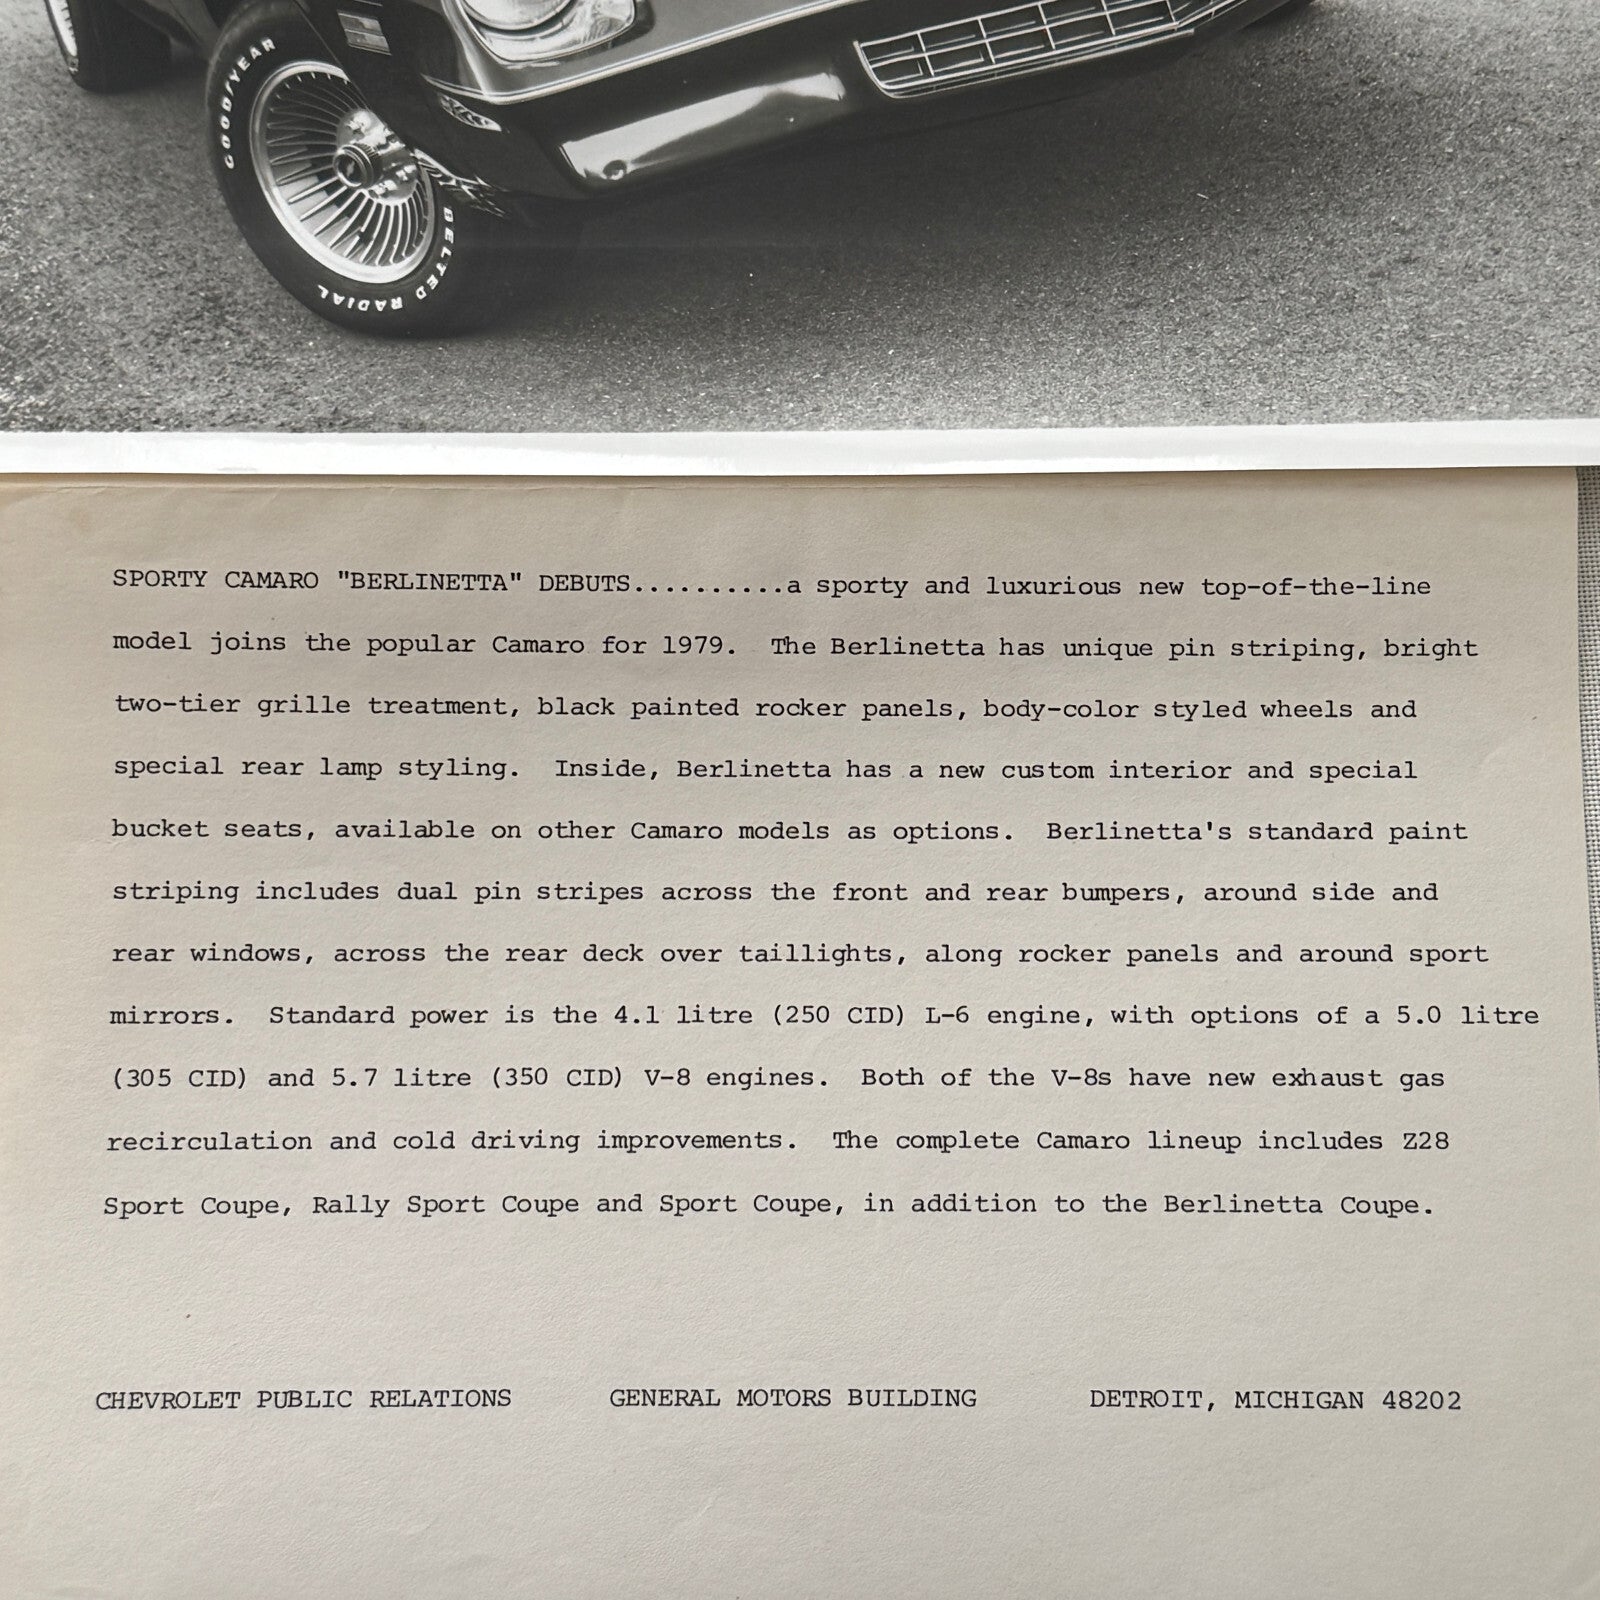 GOODYEAR
BELTED RADIAL
SPORTY CAMARO "BERLINETTA" DEBUTS..........a sporty and luxurious new top-of-the-line
model joins the popular Camaro for 1979.  The Berlinetta has unique pin striping, bright
two-tier grille treatment, black painted rocker panels, body-color styled wheels and
special rear lamp styling.  Inside, Berlinetta has a new custom interior and special
bucket seats, available on other Camaro models as options.  Berlinetta's standard paint
striping includes dual pin stripes across the front and rear bumpers, around side and
rear windows, across the rear deck over taillights, along rocker panels and around sport
mirrors.  Standard power is the 4.1 litre (250 CID) L-6 engine, with options of a 5.0 litre
(305 CID) and 5.7 litre (350 CID) V-8 engines.  Both of the V-8s have new exhaust gas
recirculation and cold driving improvements.  The complete Camaro lineup includes Z28
Sport Coupe, Rally Sport Coupe and Sport Coupe, in addition to the Berlinetta Coupe.
CHEVROLET PUBLIC RELATIONS GENERAL MOTORS BUILDING DETROIT, MICHIGAN 48202